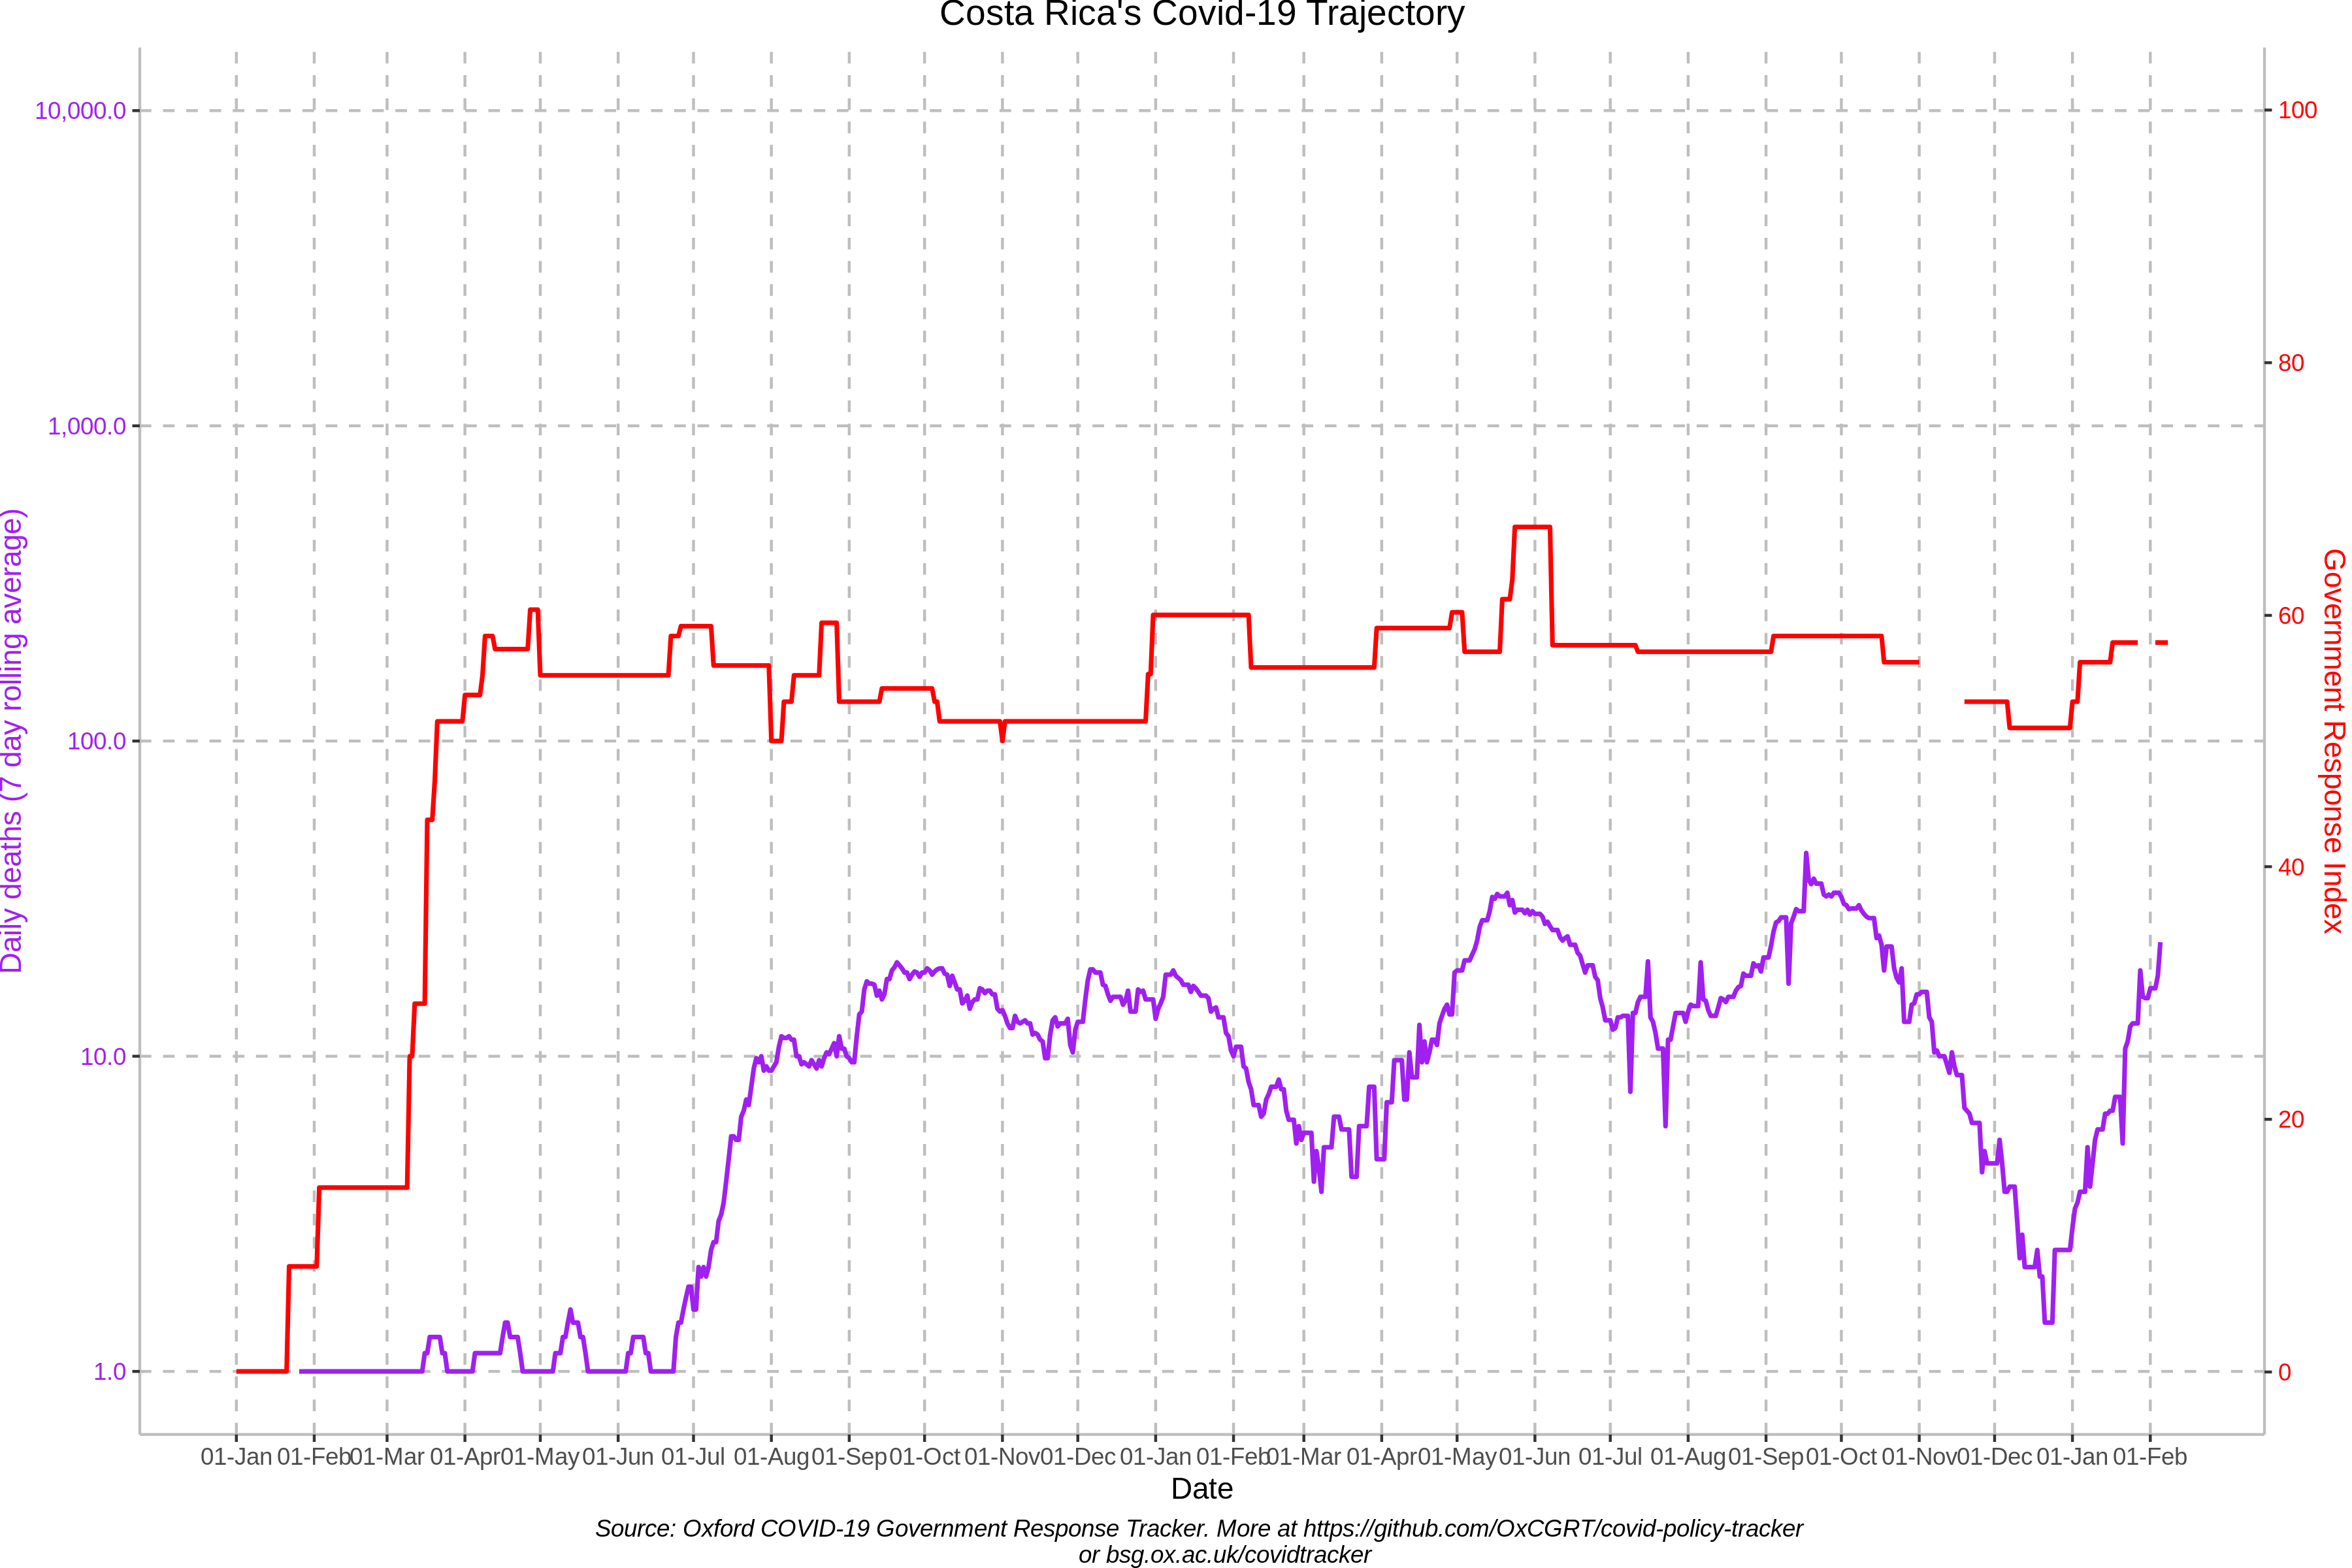 Costa Rica's Covid-19 Trajectory
10,000.0
1,000.0
100.0
10.0
1.0
Daily deaths (7 day rolling average)
100
80
60
40
20
0
Government Response Index
01-Jan 01-Feb 01-Mar 01-Apr 01-May 01-Jun 01-Jul 01-Aug 01-Sep 01-Oct 01-Nov 01-Dec 01-Jan 01-Feb 01-Mar 01-Apr 01-May 01-Jun 01-Jul 01-Aug 01-Sep 01-Oct 01-Nov 01-Dec 01-Jan 01-Feb
Date
Source: Oxford COVID-19 Government Response Tracker. More at https://github.com/OxCGRT/covid-policy-tracker
or bsg.ox.ac.uk/covidtracker